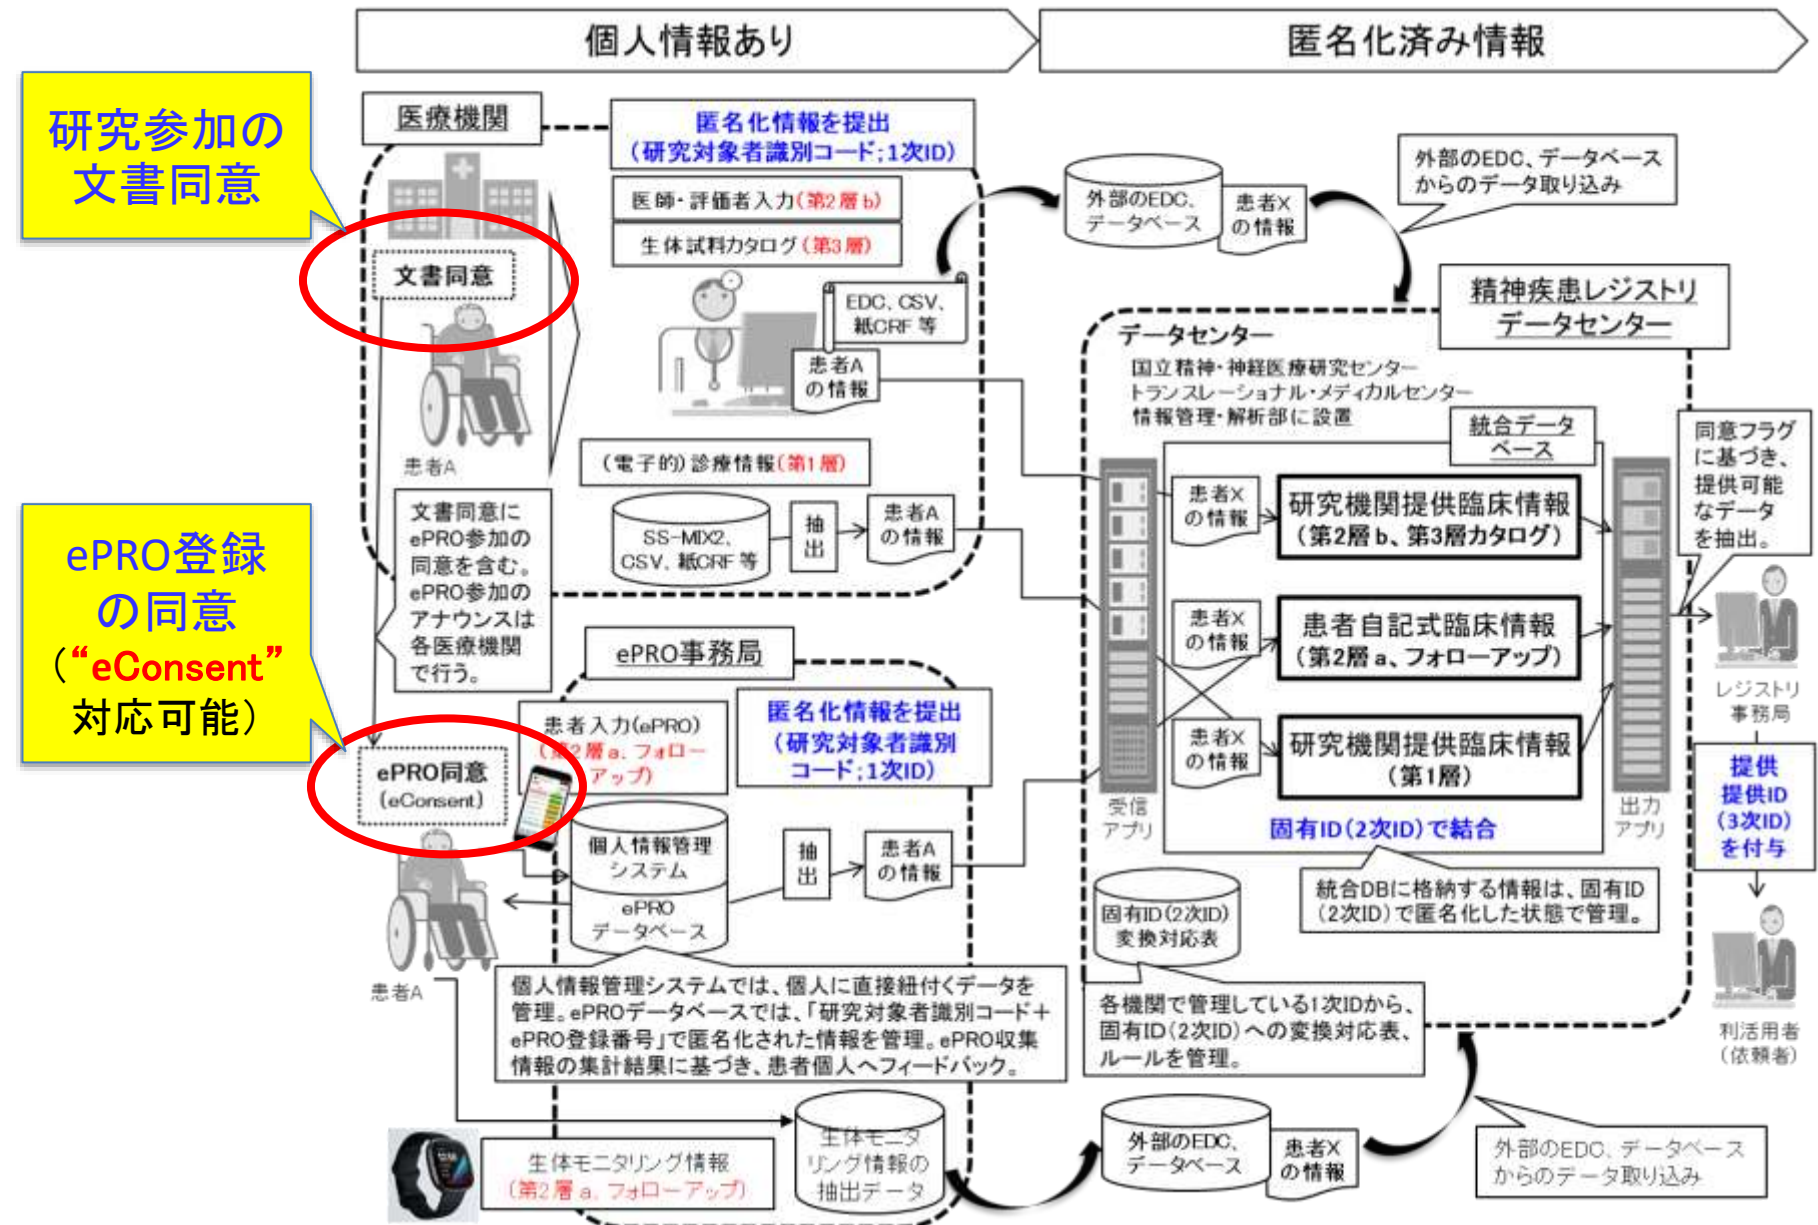 個人情報あり
匿名化済み情報
研究参加の
文書同意
医療機関
匿名化情報を提出
（研究対象者識別コード；1次ID）
医師・評価者入力（第2層b）
生体試料カタログ（第3層）
文書同意
患者A
EDC、CSV、
紙CRF 等
患者A
の情報
外部のEDC、
データベース
患者X
の情報
外部のEDC、データベース
からのデータ取り込み
精神疾患レジストリ
データセンター
データセンター
国立精神・神経医療研究センター
トランスレーショナル・メディカルセンター
情報管理・解析部に設置
（電子的）診療情報（第1層）
SS-MIX2、
CSV、紙CRF 等
抽
出
患者A
の情報
ePRO登録
の同意
（“eConsent”
対応可能）
文書同意に
ePRO参加の
同意を含む。
ePRO参加の
アナウンスは
各医療機関
で行う。
統合データ
ベース
患者X
の情報
研究機関提供臨床情報
（第2層b、第3層カタログ）
患者X
の情報
患者自記式臨床情報
（第2層a、フォローアップ）
患者X
の情報
研究機関提供臨床情報
（第1層）
受信
アプリ
固有ID（2次ID）で結合
出力
アプリ
同意フラグ
に基づき、
提供可能
なデータ
を抽出。
レジストリ
事務局
提供
提供ID
（3次ID）
を付与
利活用者
（依頼者）
統合DBに格納する情報は、固有ID
（2次ID）で匿名化した状態で管理。
固有ID（2次ID）
変換対応表
各機関で管理している1次IDから、
固有ID（2次ID）への変換対応表、
ルールを管理。
ePRO事務局
患者入力（ePRO）
（第2層a、フォロー
アップ）
匿名化情報を提出
（研究対象者識別
コード；1次ID）
ePRO同意
（eConsent）
患者A
個人情報管理
システム
ePRO
データベース
抽
出
患者A
の情報
個人情報管理システムでは、個人に直接紐付くデータを
管理。ePROデータベースでは、「研究対象者識別コード＋
ePRO登録番号」で匿名化された情報を管理。ePRO収集
情報の集計結果に基づき、患者個人へフィードバック。
生体モニタリング情報
（第2層a、フォローアップ）
生体モニタ
リング情報の
抽出データ
外部のEDC、
データベース
患者X
の情報
外部のEDC、データベース
からのデータ取り込み